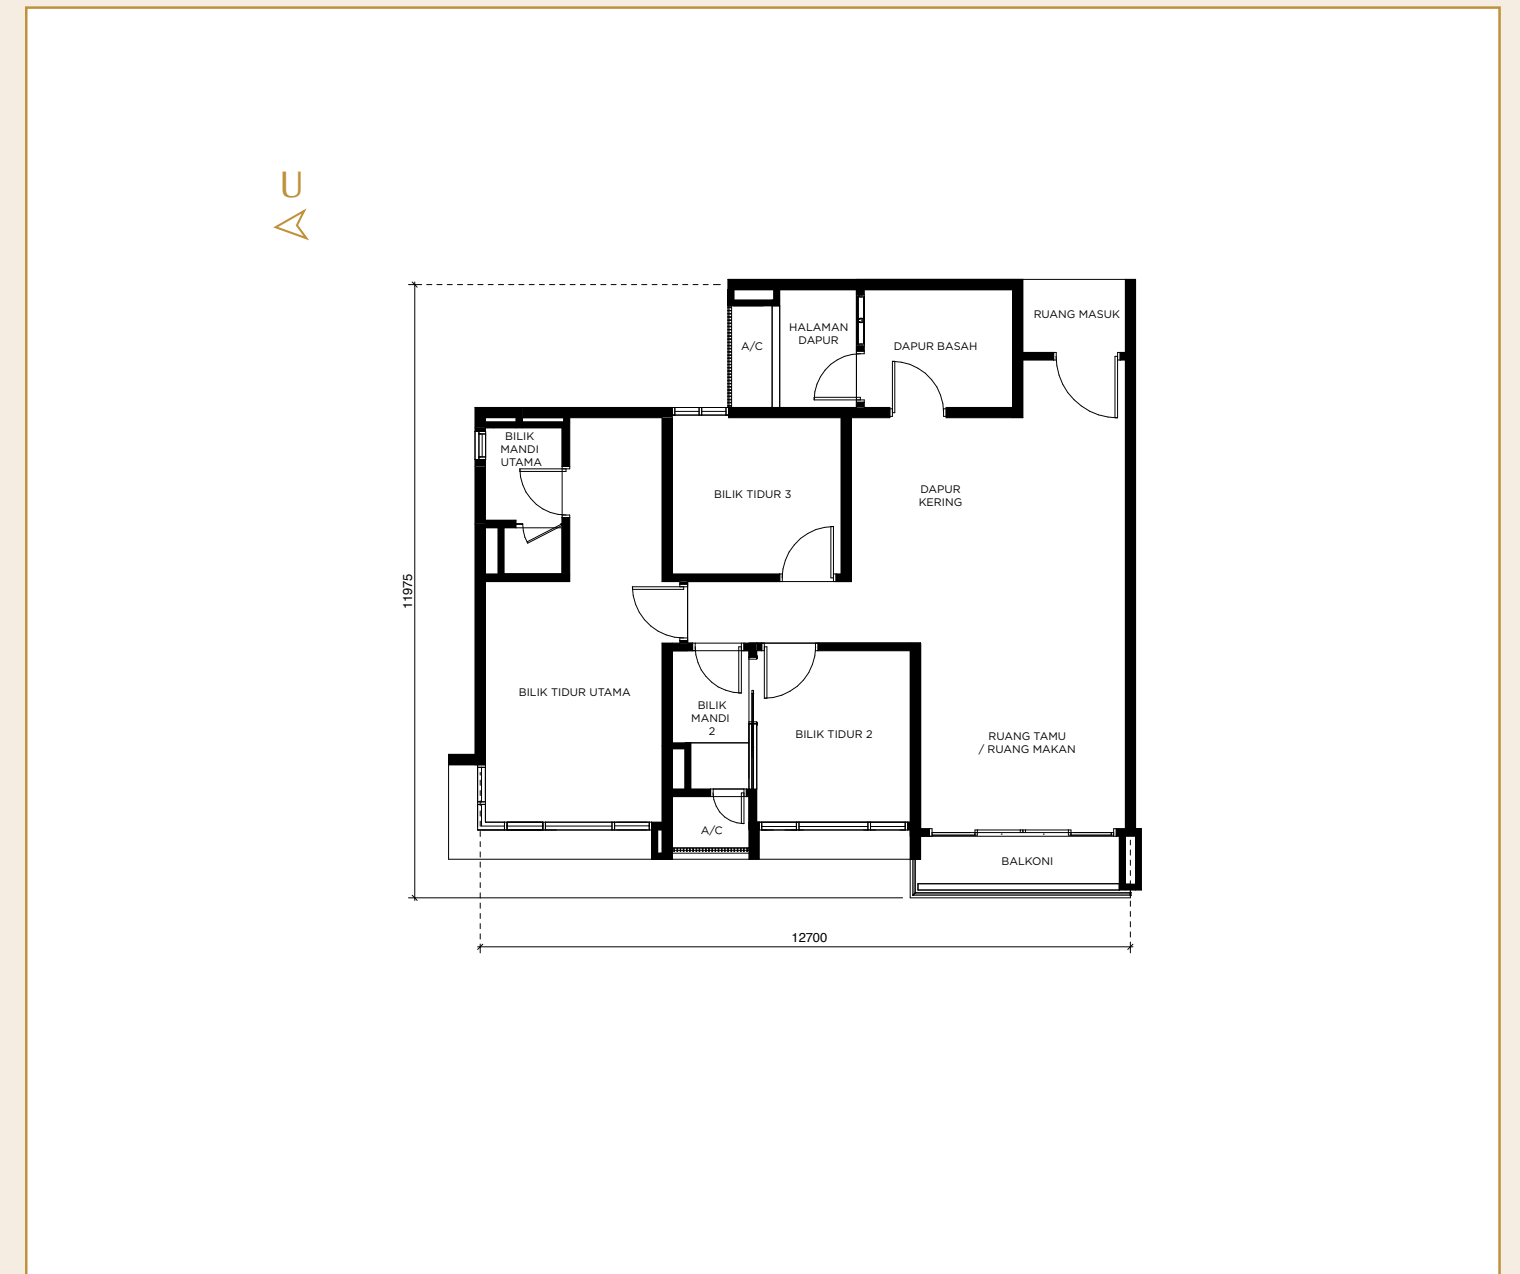 U
RUANG MASUK
HALAMAN
DAPUR
A/C
DAPUR BASAH
BILIK
MANDI
UTAMA
BILIK TIDUR 3
DAPUR
KERING
11975
BILIK TIDUR UTAMA
BILIK
MANDI
2
BILIK TIDUR 2
RUANG TAMU
/ RUANG MAKAN
A/C
BALKONI
12700